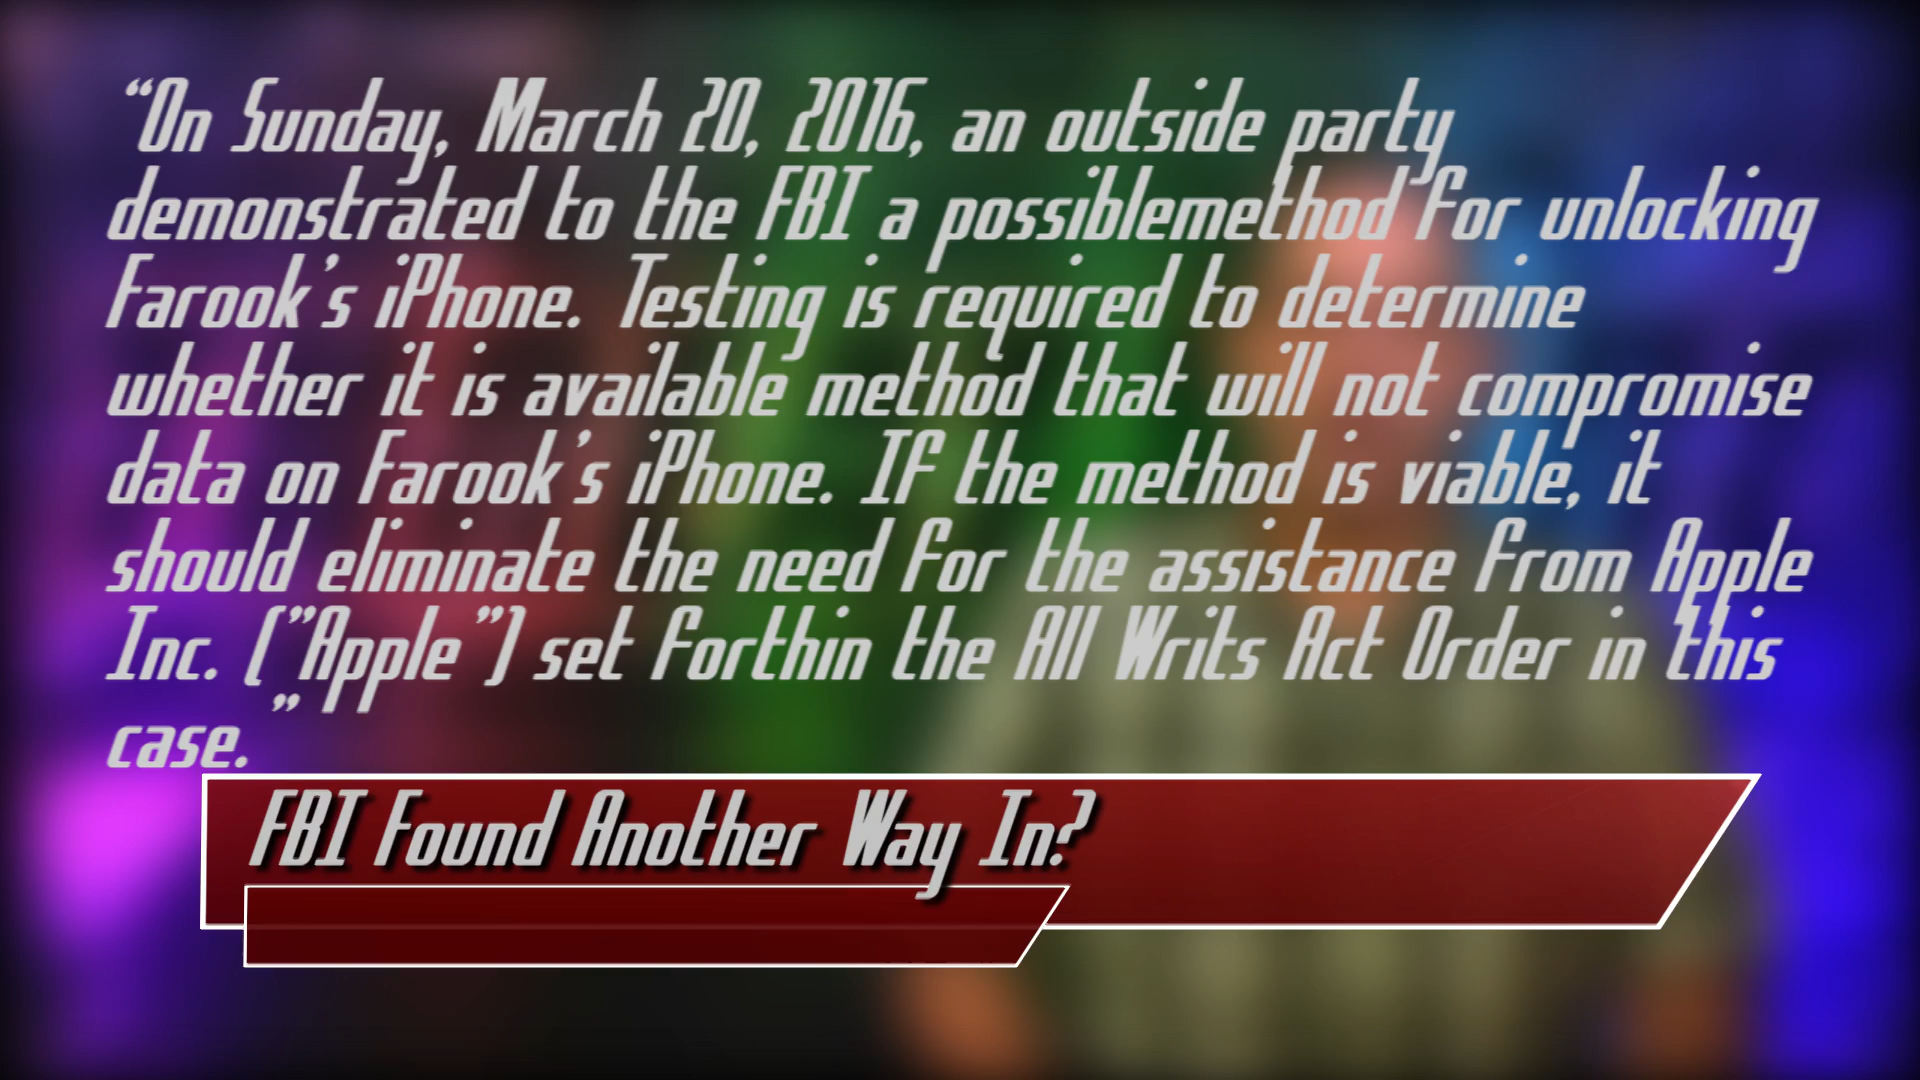 “On Sunday, March 20, 2016, an outside party
demonstrated to the FBI a possiblemethod for unlocking
Farook's iPhone. Testing is required to determine
whether it is available method that will not compromise
data on Farook's iPhone. If the method is viable, it
should eliminate the need for the assistance from Apple
Inc. ("Apple") set forthin the All Writs Act Order in this
case.”
FBI Found Another Way In?